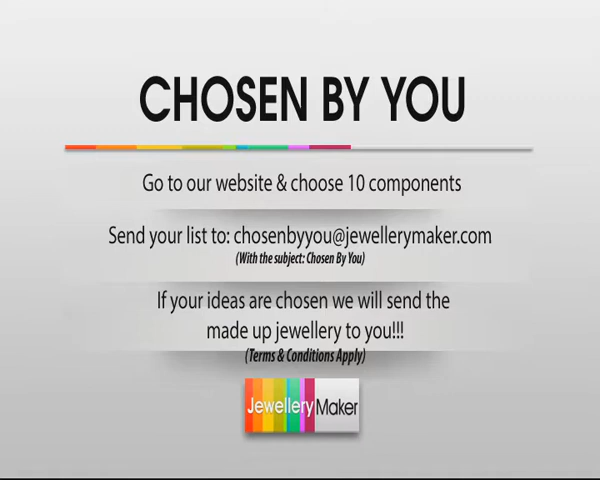 CHOSEN BY YOU
Go to our website & choose 10 components
Send your list to: chosenbyyou@jewellerymaker.com
(With the subject: Chosen By You)
If your ideas are chosen we will send the
made up jewellery to you!!!
(Terms & Conditions Apply)
JewelleryMaker